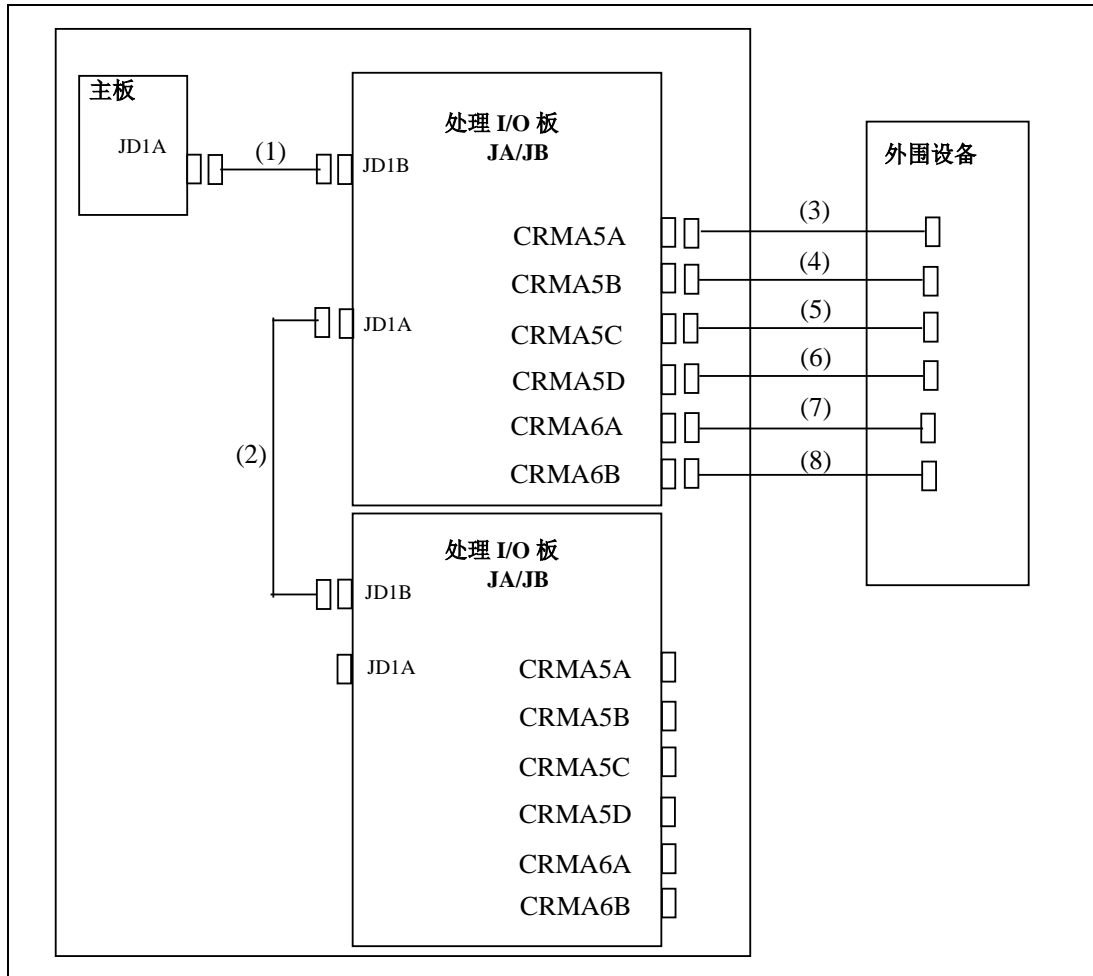 主板
JD1A
(1)
处理 I/O 板
JA/JB
JD1B
外围设备
CRMA5A
(3)
CRMA5B
(4)
JD1A
CRMA5C
(5)
CRMA5D
(6)
CRMA6A
(7)
(2)
CRMA6B
(8)
处理 I/O 板
JA/JB
JD1B
JD1A
CRMA5A
CRMA5B
CRMA5C
CRMA5D
CRMA6A
CRMA6B